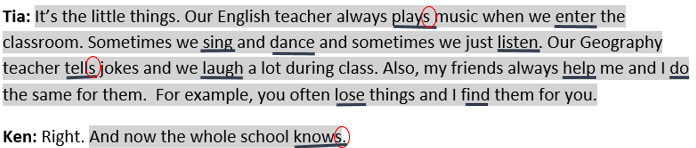 Tia: It's the little things. Our English teacher always plays music when we enter the
classroom. Sometimes we sing and dance and sometimes we just listen. Our Geography
teacher tells jokes and we laugh a lot during class. Also, my friends always help me and I do
the same for them.  For example, you often lose things and I find them for you.
Ken: Right. And now the whole school knows.